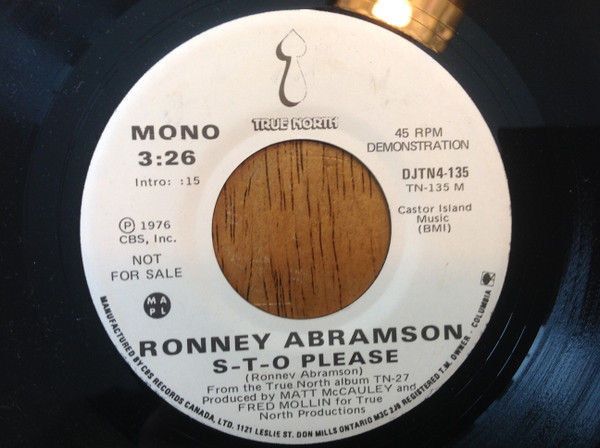 TRUE NORTH
MONO
3:26
Intro: :15
45 RPM
DEMONSTRATION
DJTN4-135
TN-135 M
Castor Island
Music
(BMI)
Ⓟ 1976
CBS, Inc.
NOT
FOR SALE
M A
P L
RONNEY ABRAMSON
S-T-O PLEASE
(Ronney Abramson)
From the True North album TN-27
Produced by MATT McCAULEY and
FRED MOLLIN for True
North Productions
MANUFACTURED BY CBS RECORDS CANADA, LTD. 1121 LESLIE ST. DON MILLS ONTARIO M3C 2J9 REGISTERED T.M. OWNER - COLUMBIA